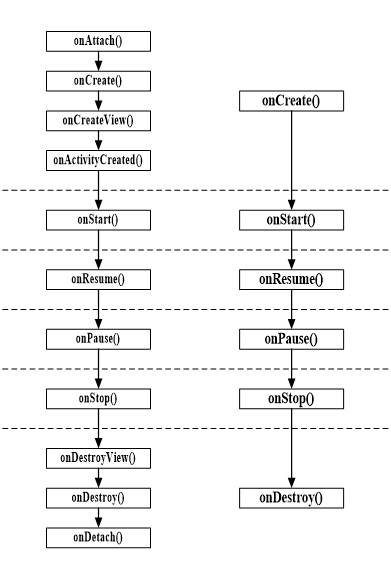 onAttach()
onCreate()
onCreateView()
onActivityCreated()
onStart()
onResume()
onPause()
onStop()
onDestroyView()
onDestroy()
onDetach()
onCreate()
onStart()
onResume()
onPause()
onStop()
onDestroy()